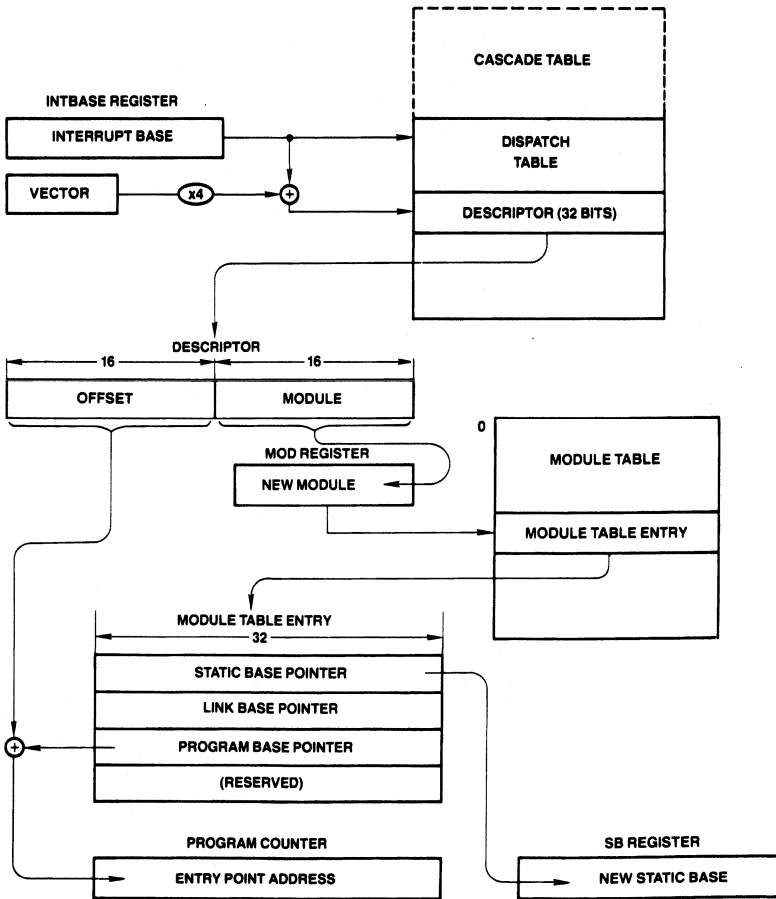 CASCADE TABLE
INTBASE REGISTER
INTERRUPT BASE
DISPATCH
TABLE
VECTOR
x4
+
DESCRIPTOR (32 BITS)
DESCRIPTOR
16
16
OFFSET
MODULE
0
MOD REGISTER
MODULE TABLE
NEW MODULE
MODULE TABLE ENTRY
MODULE TABLE ENTRY
32
STATIC BASE POINTER
LINK BASE POINTER
+
PROGRAM BASE POINTER
(RESERVED)
PROGRAM COUNTER
SB REGISTER
ENTRY POINT ADDRESS
NEW STATIC BASE